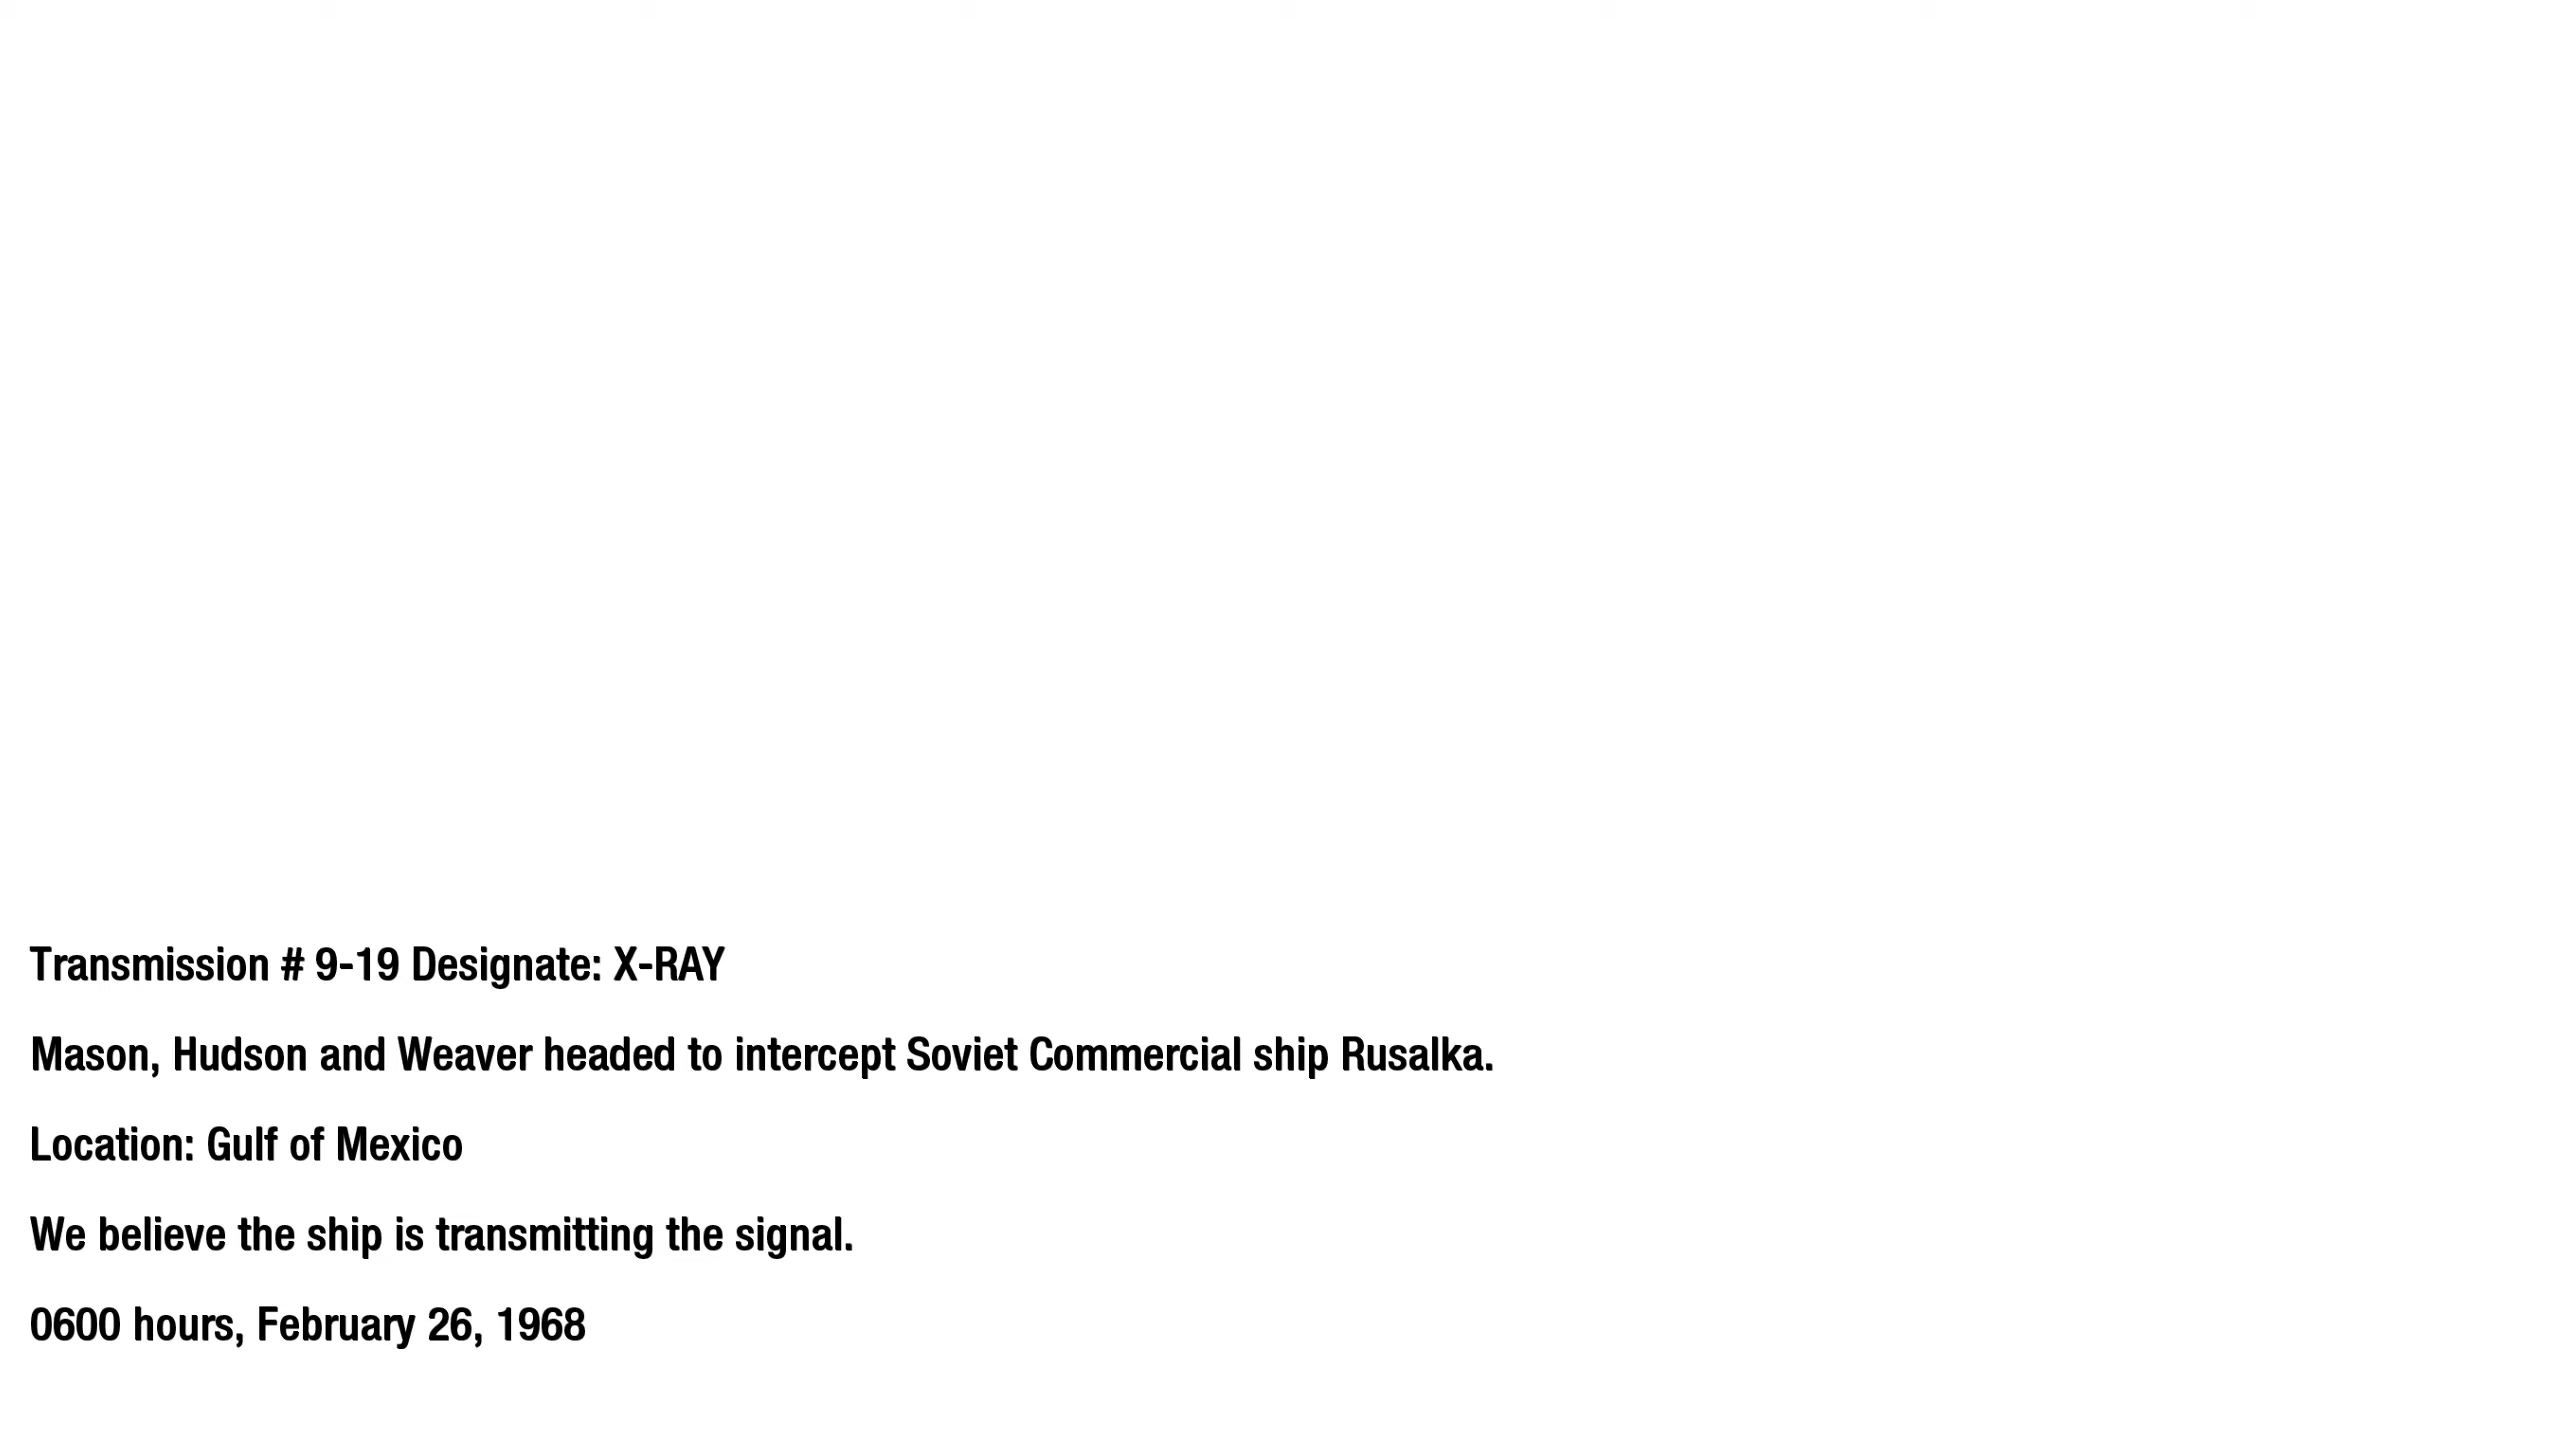 Transmission # 9-19 Designate: X-RAY
Mason, Hudson and Weaver headed to intercept Soviet Commercial ship Rusalka.
Location: Gulf of Mexico
We believe the ship is transmitting the signal.
0600 hours, February 26, 1968